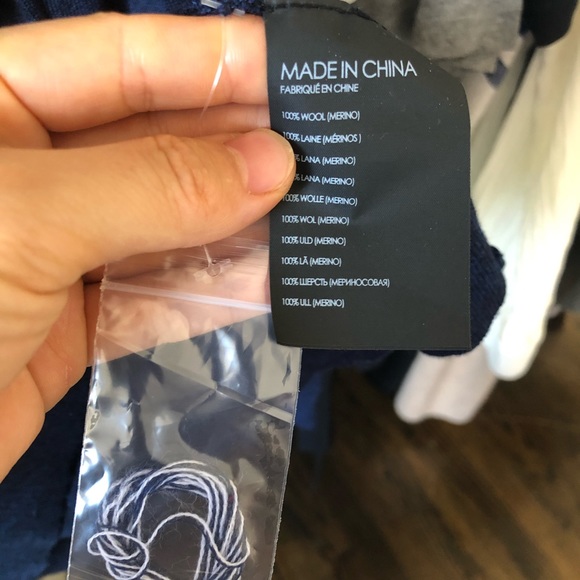 MADE IN CHINA
FABRIQUÉ EN CHINE
100% WOOL (MERINO)
100% LAINE (MÉRINOS)
% LANA (MERINO)
% LANA (MERINO)
100% WOLLE (MERINO)
100% WOL (MERINO)
100% ULD (MERINO)
100% LÃ (MERINO)
100% ШЕРСТЬ (МЕРИНОСОВАЯ)
100% ULL (MERINO)